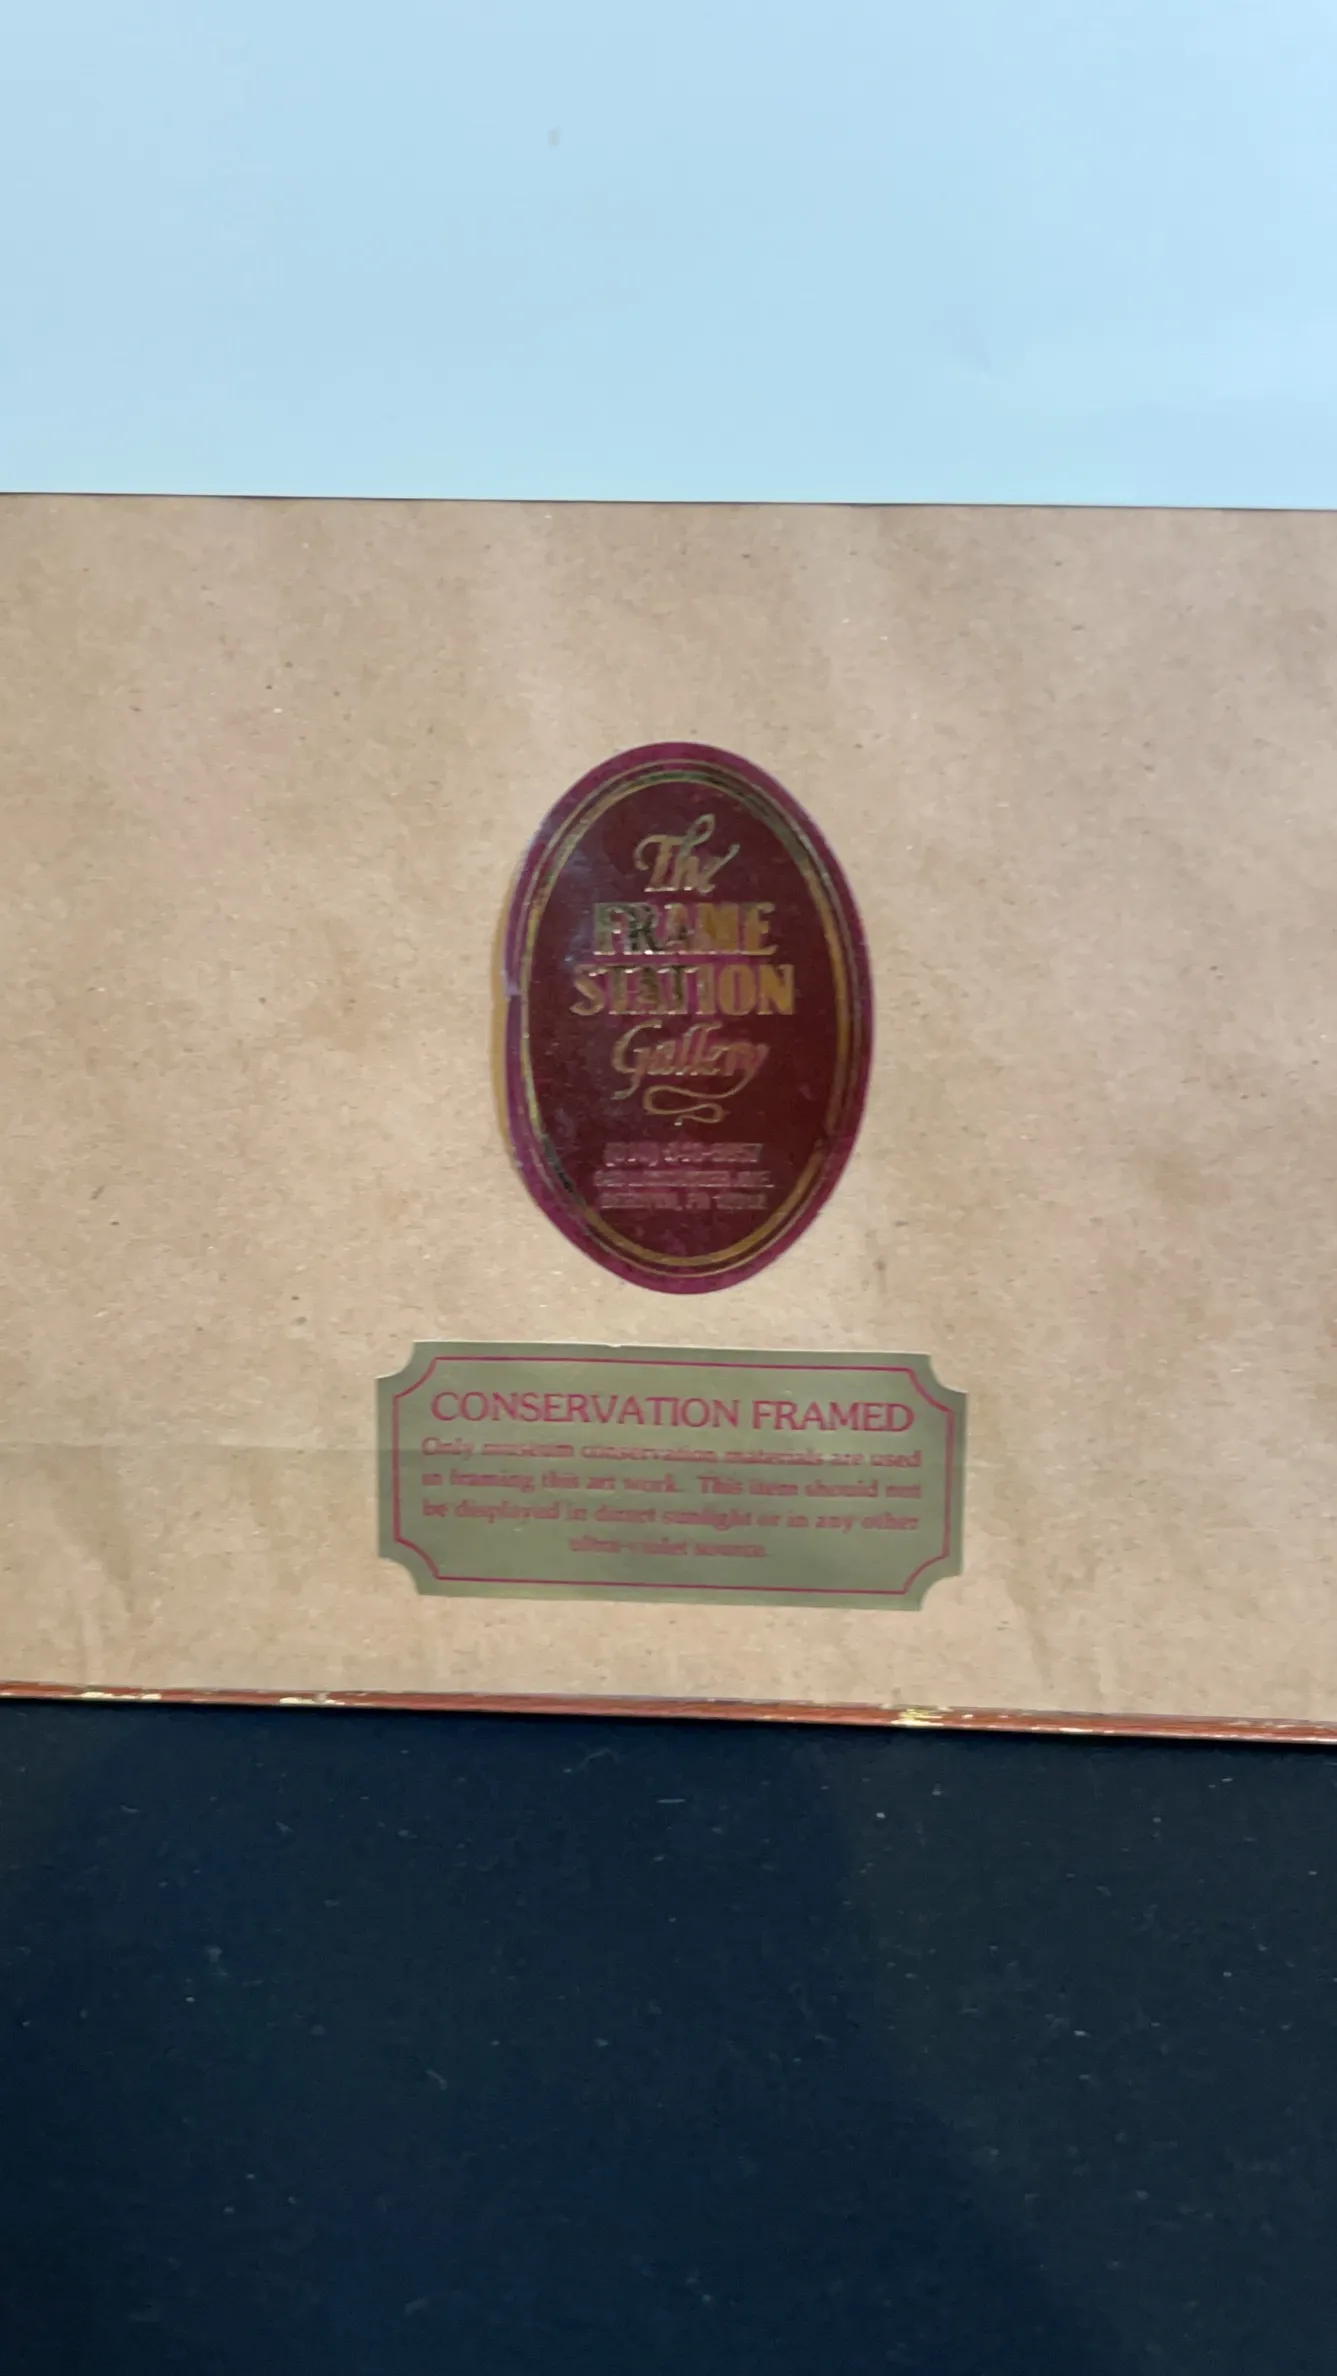 The
FRAME
STATION
Gallery
CONSERVATION FRAMED
Only museum conservation materials are used
in framing this art work. This item should not
be displayed in direct sunlight or in any other
ultra-violet source.